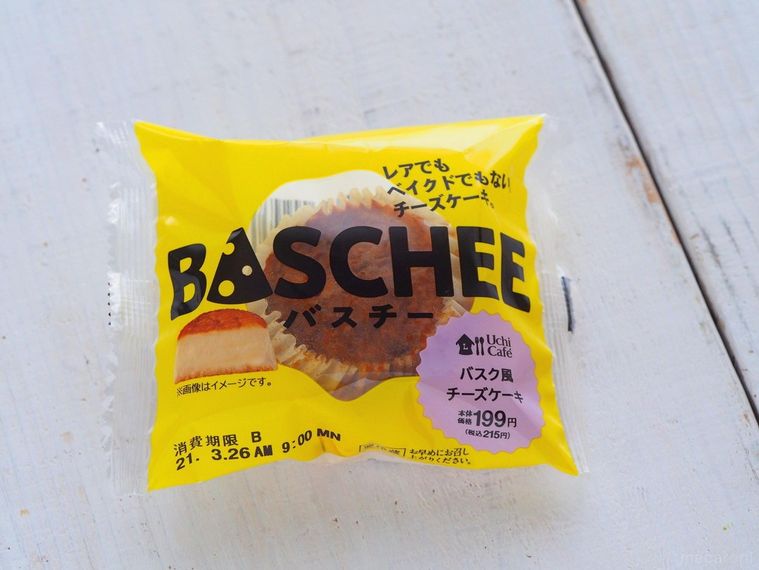 レアでも
ベイクドでもない
チーズケーキ。
BASCHEE
バスチー
Uchi
Café
バスク風
チーズケーキ
本体
価格 199円
(税込215円)
※画像はイメージです。
消費期限 B
21. 3.26 AM 9:00 MN
お早めにお召し
上がりください。
macaroni